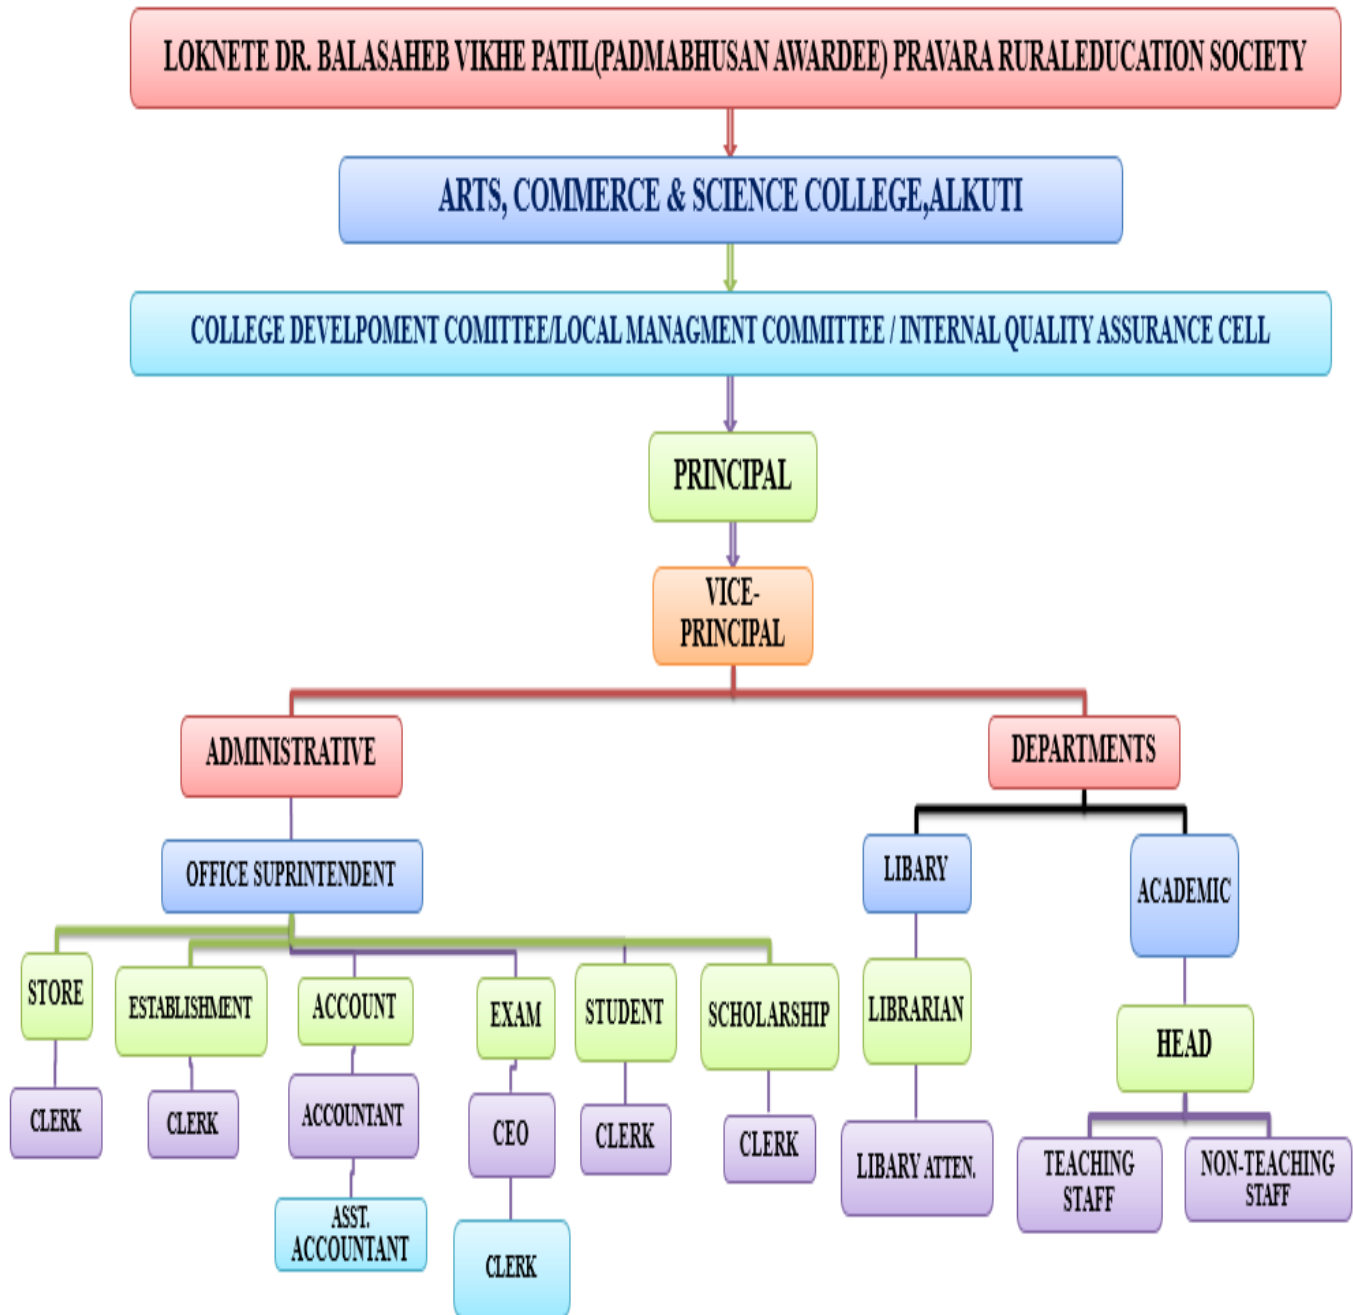 LOKNETE DR. BALASAHEB VIKHE PATIL(PADMABHUSAN AWARDEE) PRAVARA RURALEDUCATION SOCIETY
ARTS, COMMERCE & SCIENCE COLLEGE,ALKUTI
COLLEGE DEVELPOMENT COMITTEE/LOCAL MANAGMENT COMMITTEE / INTERNAL QUALITY ASSURANCE CELL
PRINCIPAL
VICE-
PRINCIPAL
ADMINISTRATIVE
DEPARTMENTS
OFFICE SUPRINTENDENT
LIBARY
ACADEMIC
STORE
ESTABLISHMENT
ACCOUNT
EXAM
STUDENT
SCHOLARSHIP
LIBRARIAN
HEAD
CLERK
CLERK
ACCOUNTANT
CEO
CLERK
CLERK
LIBARY ATTEN.
TEACHING
STAFF
NON-TEACHING
STAFF
ASST.
ACCOUNTANT
CLERK